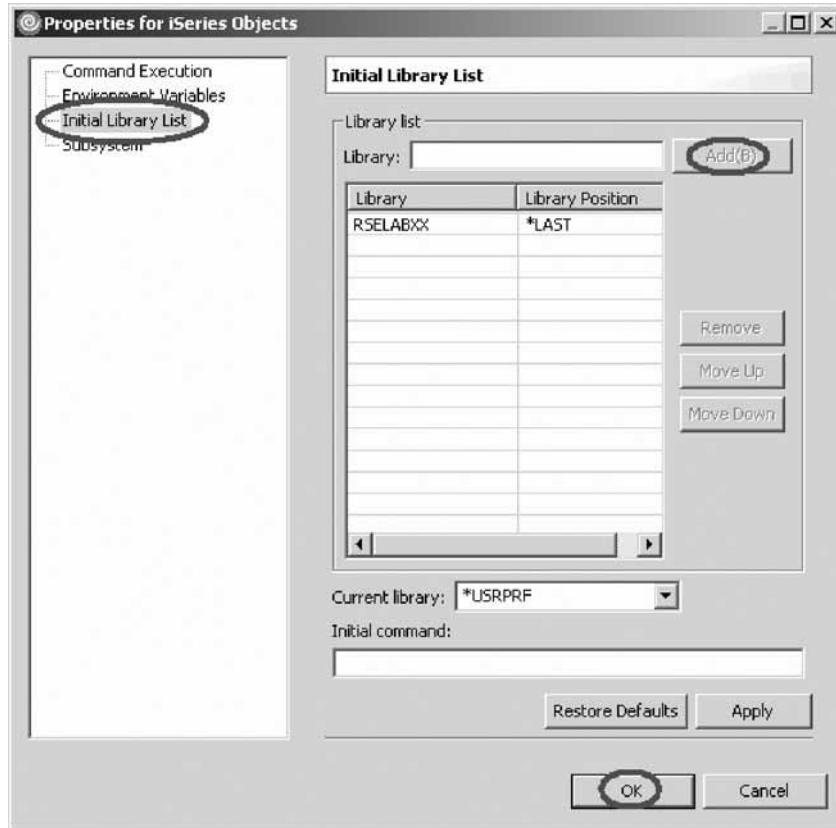 Properties for iSeries Objects
Command Execution
Environment Variables
Initial Library List
Subsystem
Initial Library List
Library list
Library:
Add(B)
Library Library Position
RSELABXX *LAST
Remove
Move Up
Move Down
Current library: *USRPRF
Initial command:
Restore Defaults Apply
OK Cancel